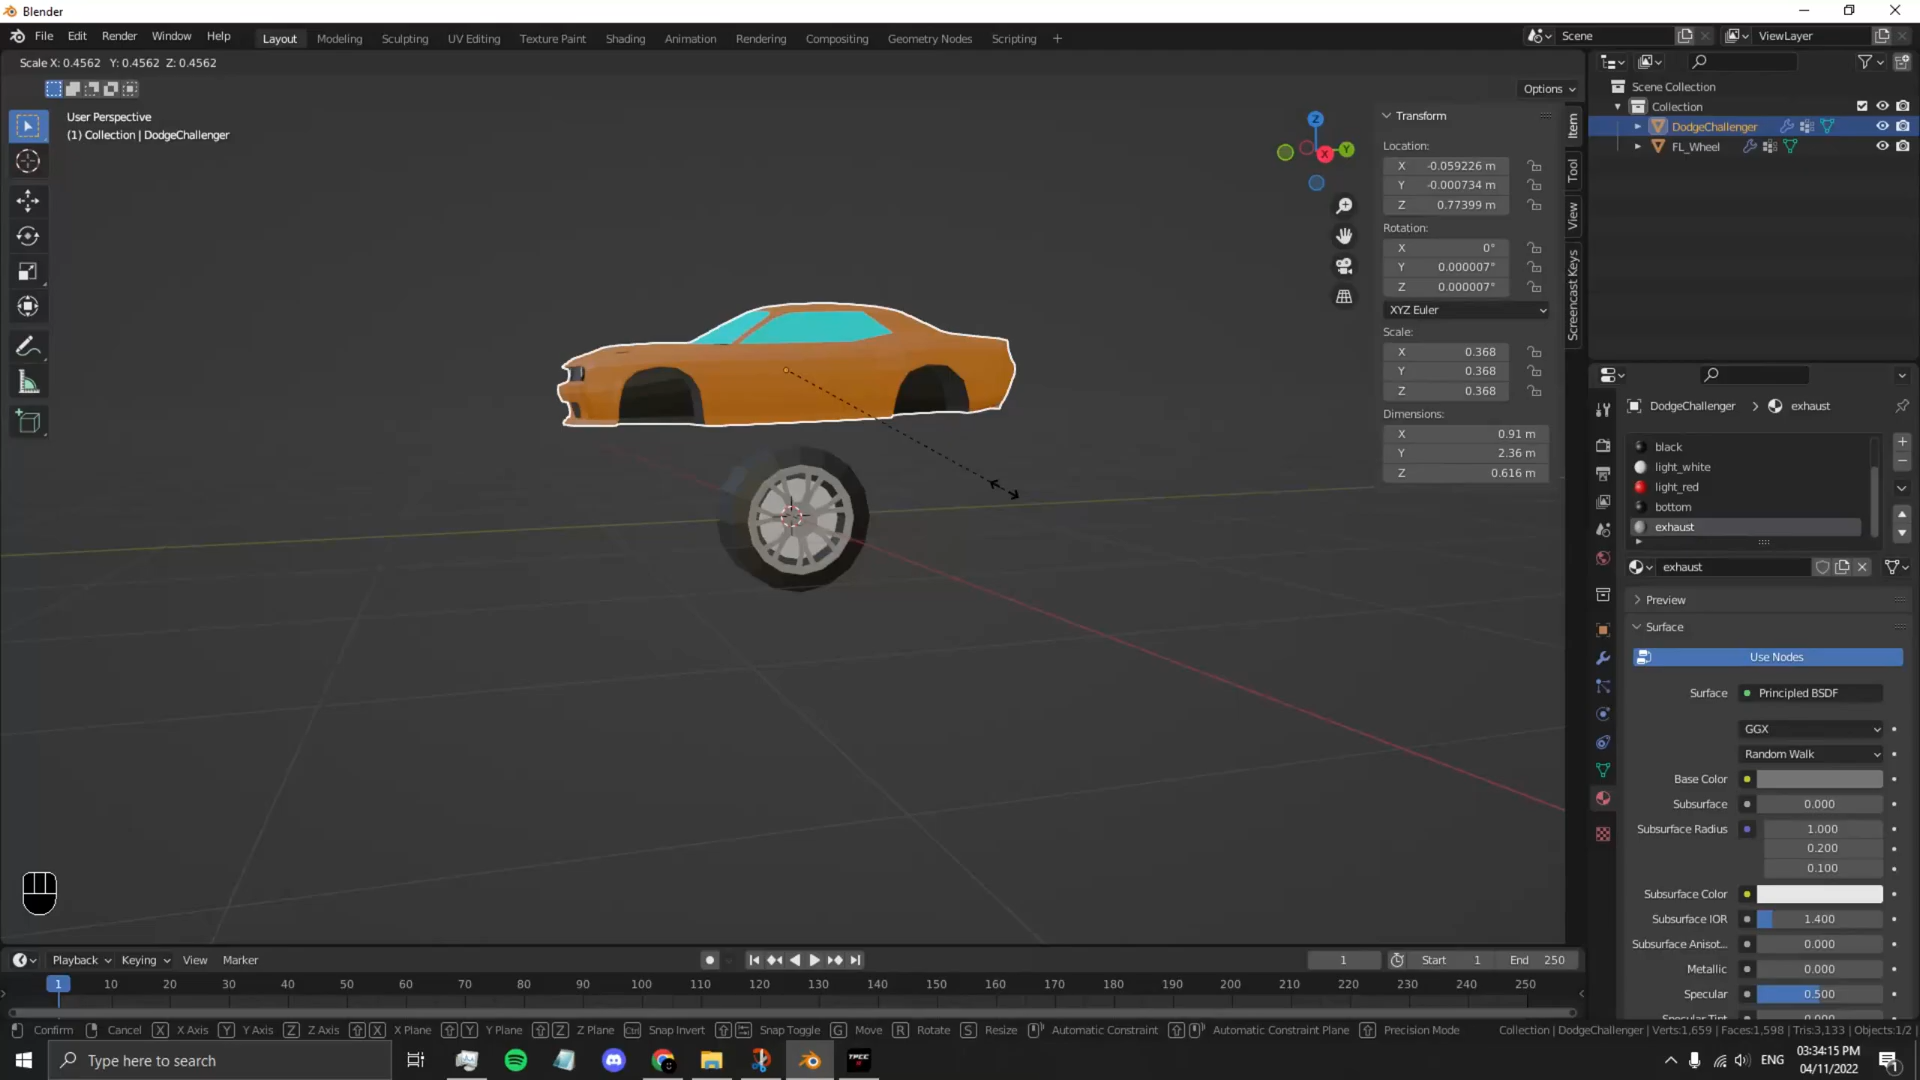 Blender
File Edit Render Window Help Layout Modeling Sculpting UV Editing Texture Paint Shading Animation Rendering Compositing Geometry Nodes Scripting + Scene ViewLayer
Scale X: 0.4562 Y: 0.4562 Z: 0.4562
Options
User Perspective
(1) Collection | DodgeChallenger
Z
Y
X
Transform
Location:
X -0.059226 m
Y -0.000734 m
Z 0.77399 m
Rotation:
X 0°
Y 0.000007°
Z 0.000007°
XYZ Euler
Scale:
X 0.368
Y 0.368
Z 0.368
Dimensions:
X 0.91 m
Y 2.36 m
Z 0.616 m
Item
Tool
View
Screencast Keys
Scene Collection
Collection
DodgeChallenger
FL_Wheel
DodgeChallenger > exhaust
black
light_white
light_red
bottom
exhaust
exhaust
Preview
Surface
Use Nodes
Surface Principled BSDF
GGX
Random Walk
Base Color
Subsurface 0.000
Subsurface Radius 1.000
0.200
0.100
Subsurface Color
Subsurface IOR 1.400
Subsurface Anisot... 0.000
Metallic 0.000
Specular 0.500
Playback Keying View Marker 1 Start 1 End 250
1 10 20 30 40 50 60 70 80 90 100 110 120 130 140 150 160 170 180 190 200 210 220 230 240 250
Confirm Cancel X X Axis Y Y Axis Z Z Axis X X Plane Y Y Plane Z Z Plane Ctrl Snap Invert Snap Toggle G Move R Rotate S Resize Automatic Constraint Automatic Constraint Plane Precision Mode Collection | DodgeChallenger | Verts:1,659 | Faces:1,598 | Tris:3,133 | Objects:1/2
Type here to search
ENG
03:34:15 PM
04/11/2022